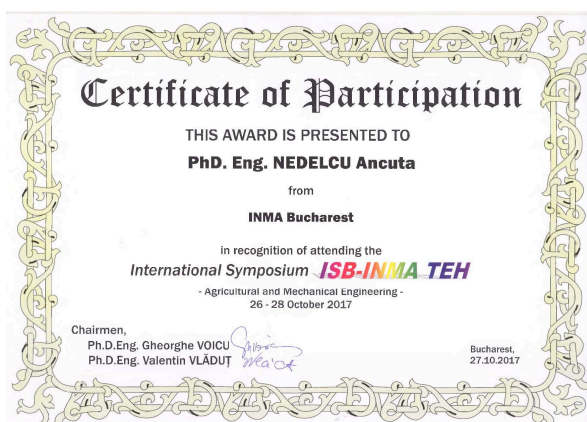 Certificate of Participation
THIS AWARD IS PRESENTED TO
PhD. Eng. NEDELCU Ancuta
from
INMA Bucharest
in recognition of attending the
International Symposium ISB-INMA TEH
- Agricultural and Mechanical Engineering -
26 - 28 October 2017
Chairmen,
Ph.D.Eng. Gheorghe VOICU
Ph.D.Eng. Valentin VLĂDUȚ
Bucharest,
27.10.2017